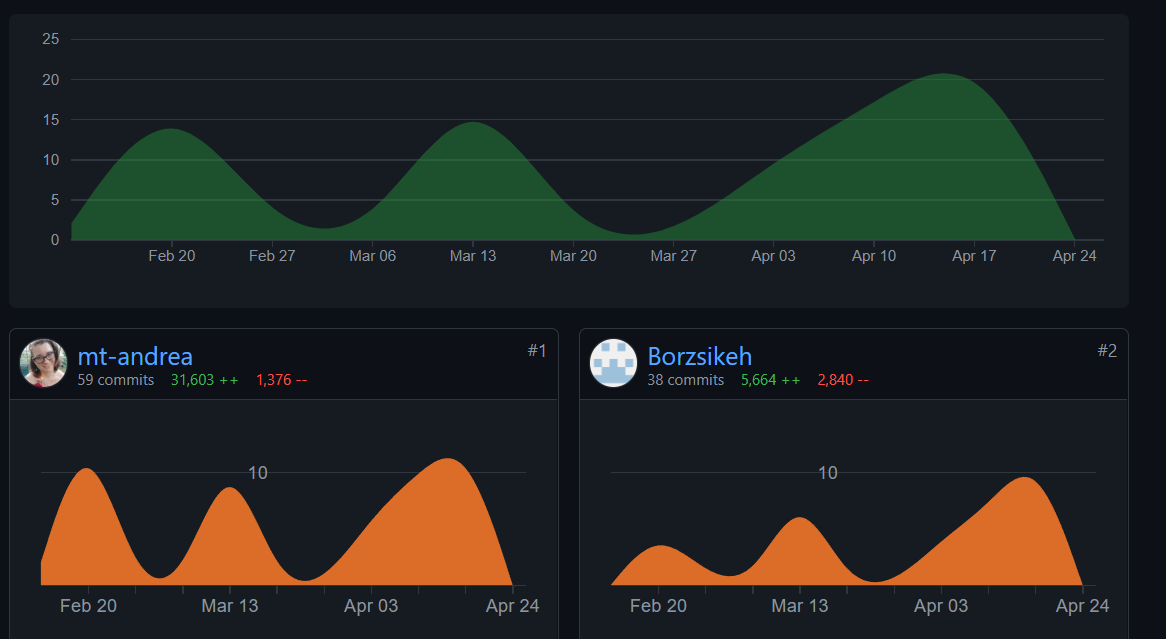 25
20
15
10
5
0
Feb 20 Feb 27 Mar 06 Mar 13 Mar 20 Mar 27 Apr 03 Apr 10 Apr 17 Apr 24
mt-andrea #1
59 commits 31,603 ++ 1,376 --
10
Feb 20 Mar 13 Apr 03 Apr 24
Borzsikeh #2
38 commits 5,664 ++ 2,840 --
10
Feb 20 Mar 13 Apr 03 Apr 24